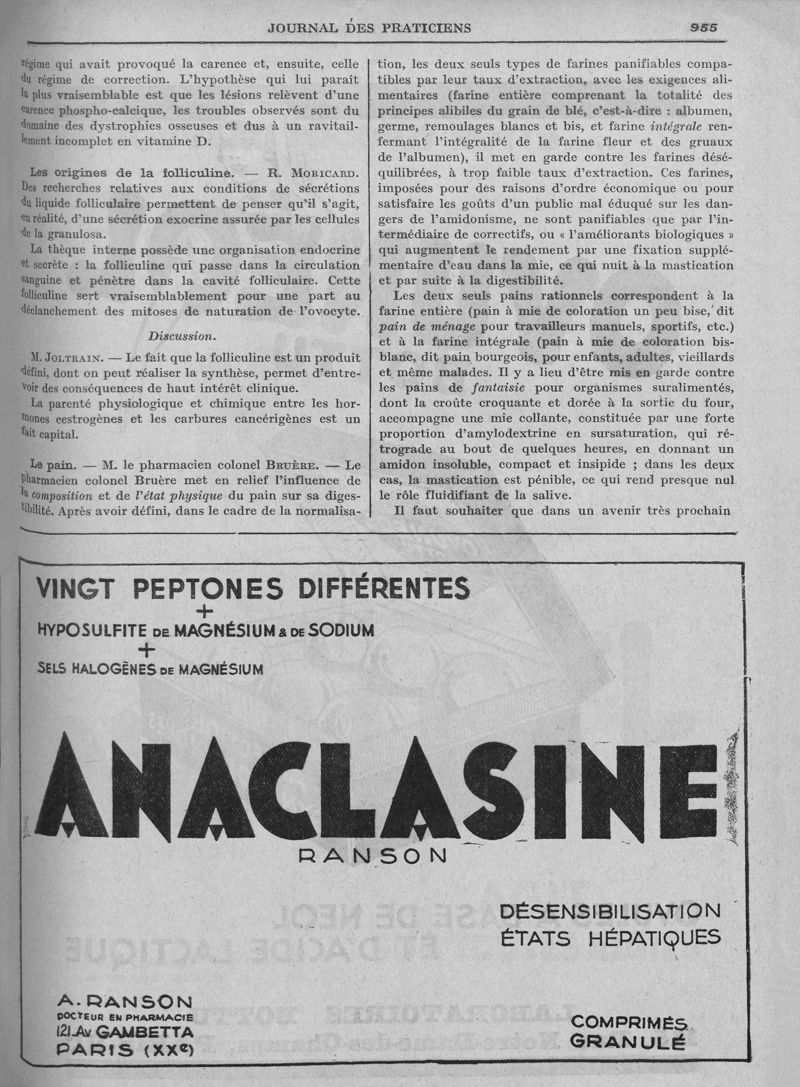 JOURNAL DES PRATICIENS 955
régime qui avait provoqué la carence et, ensuite, celle
du régime de correction. L'hypothèse qui lui parait
la plus vraisemblable est que les lésions relèvent d'une
carence phospho-calcique, les troubles observés sont du
domaine des dystrophies osseuses et dus à un ravitail-
lement incomplet en vitamine D.
Les origines de la folliculine. — R. MORICARD.
Des recherches relatives aux conditions de sécrétions
du liquide folliculaire permettent de penser qu'il s'agit,
en réalité, d'une sécrétion exocrine assurée par les cellules
de la granulosa.
La thèque interne possède une organisation endocrine
et secrète : la folliculine qui passe dans la circulation
sanguine et pénètre dans la cavité folliculaire. Cette
folliculine sert vraisemblablement pour une part au
déclanchement des mitoses de naturation de l'ovocyte.
Discussion.
M. JOLTRAIN. — Le fait que la folliculine est un produit
défini, dont on peut réaliser la synthèse, permet d'entre-
voir des conséquences de haut intérêt clinique.
La parenté physiologique et chimique entre les hor-
mones cestrogènes et les carbures cancérigènes est un
fait capital.
Le pain. — M. le pharmacien colonel BRUÈRE. — Le
pharmacien colonel Bruère met en relief l'influence de
la composition et de l'état physique du pain sur sa diges-
tibilité. Après avoir défini, dans le cadre de la normalisa-
tion, les deux seuls types de farines panifiables compa-
tibles par leur taux d'extraction, avec les exigences ali-
mentaires (farine entière comprenant la totalité des
principes alibiles du grain de blé, c'est-à-dire : albumen,
germe, remoulages blancs et bis, et farine intégrale ren-
fermant l'intégralité de la farine fleur et des gruaux
de l'albumen), il met en garde contre les farines désé-
quilibrées, à trop faible taux d'extraction. Ces farines,
imposées pour des raisons d'ordre économique ou pour
satisfaire les goûts d'un public mal éduqué sur les dan-
gers de l'amidonisme, ne sont panifiables que par l'in-
termédiaire de correctifs, ou « l'améliorants biologiques »
qui augmentent le rendement par une fixation supplé-
mentaire d'eau dans la mie, ce qui nuit à la mastication
et par suite à la digestibilité.
Les deux seuls pains rationnels correspondent à la
farine entière (pain à mie de coloration un peu bise, dit
pain de ménage pour travailleurs manuels, sportifs, etc.)
et à la farine intégrale (pain à mie de coloration bis-
blanc, dit pain bourgeois, pour enfants, adultes, vieillards
et même malades. Il y a lieu d'être mis en garde contre
les pains de fantaisie pour organismes suralimentés,
dont la croûte croquante et dorée à la sortie du four,
accompagne une mie collante, constituée par une forte
proportion d'amylodextrine en sursaturation, qui ré-
trograde au bout de quelques heures, en donnant un
amidon insoluble, compact et insipide ; dans les deux
cas, la mastication est pénible, ce qui rend presque nul
le rôle fluidifiant de la salive.
Il faut souhaiter que dans un avenir très prochain
VINGT PEPTONES DIFFÉRENTES
+
HYPOSULFITE DE MAGNÉSIUM & DE SODIUM
+
SELS HALOGÈNES DE MAGNÉSIUM
ANACLASINE
RANSON
DÉSENSIBILISATION
ÉTATS HÉPATIQUES
A. RANSON
DOCTEUR EN PHARMACIE
121. Av GAMBETTA
PARIS (XXe)
COMPRIMÉS
GRANULÉ